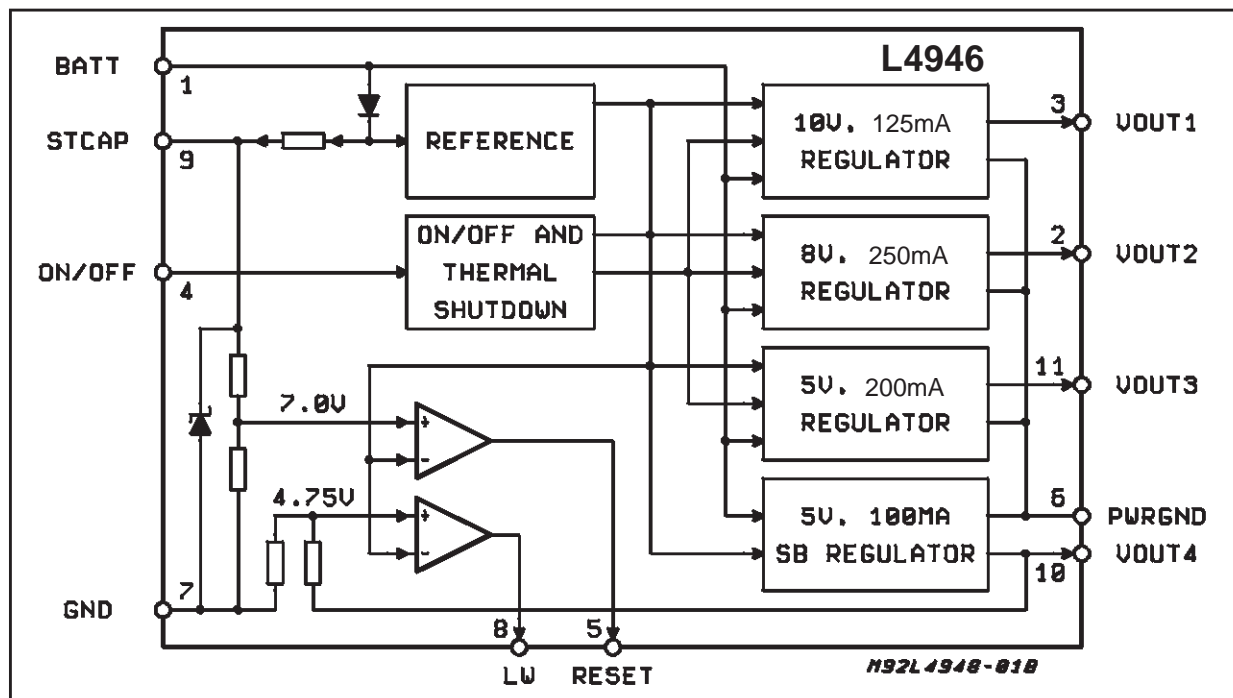 L4946
BATT
1
STCAP
9
ON/OFF
4
REFERENCE
ON/OFF AND
THERMAL
SHUTDOWN
10V. 125mA
REGULATOR
3
VOUT1
8V. 250mA
REGULATOR
2
VOUT2
5V. 200mA
REGULATOR
11
VOUT3
5V. 100MA
SB REGULATOR
6
PWRGND
VOUT4
10
7.0V
+
-
4.75V
+
-
7
GND
8
5
LW
RESET
M92L4948-01B